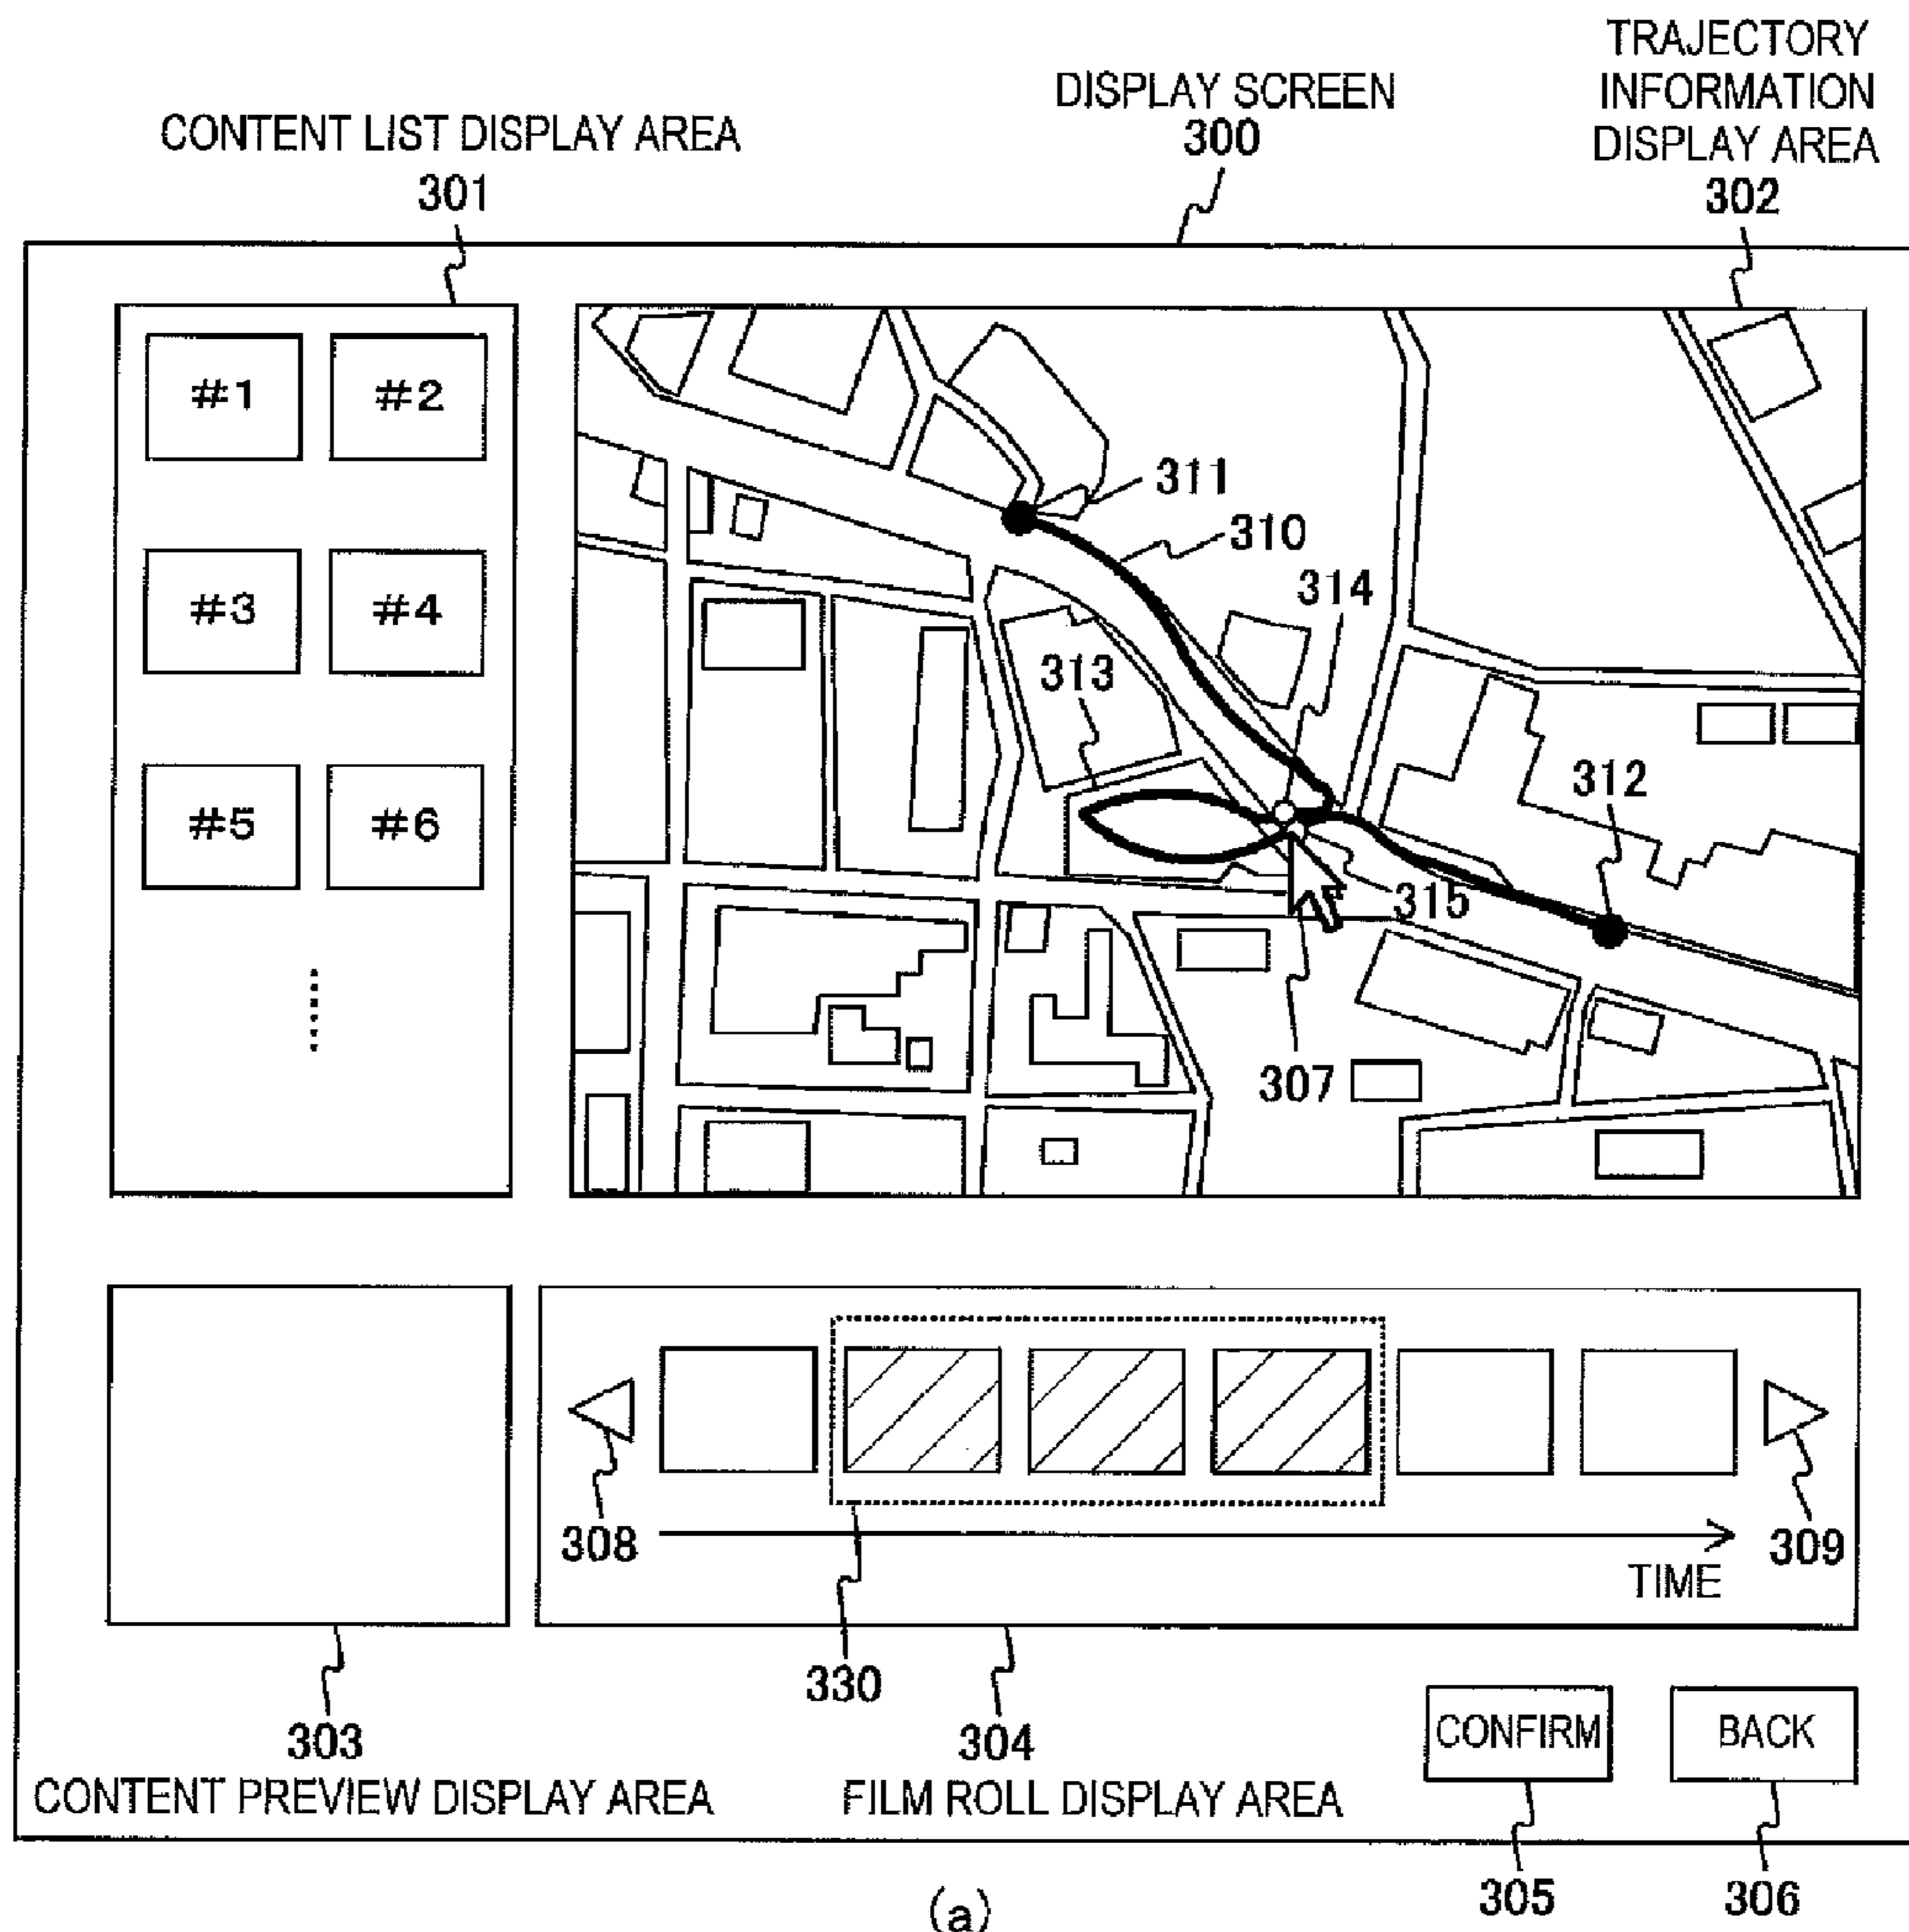 TRAJECTORY
INFORMATION
DISPLAY AREA
302
DISPLAY SCREEN
300
CONTENT LIST DISPLAY AREA
301
#1 #2
#3 #4
#5 #6
311
310
314
313
312
315
307
308
309
TIME
330
303
CONTENT PREVIEW DISPLAY AREA
304
FILM ROLL DISPLAY AREA
CONFIRM
BACK
305
306
(a)